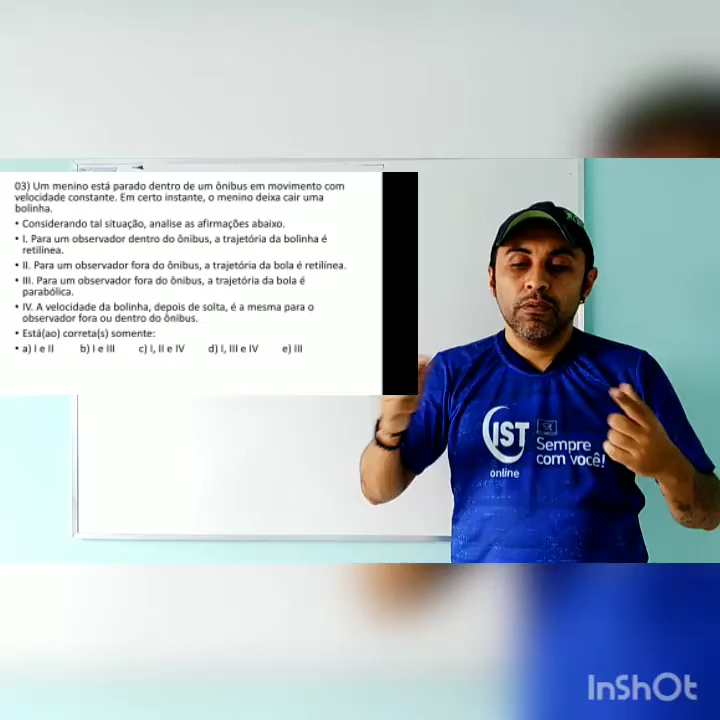 03) Um menino está parado dentro de um ônibus em movimento com
velocidade constante. Em certo instante, o menino deixa cair uma
bolinha.
• Considerando tal situação, analise as afirmações abaixo.
• I. Para um observador dentro do ônibus, a trajetória da bolinha é
retilínea.
• II. Para um observador fora do ônibus, a trajetória da bola é retilínea.
• III. Para um observador fora do ônibus, a trajetória da bola é
parabólica.
• IV. A velocidade da bolinha, depois de solta, é a mesma para o
observador fora ou dentro do ônibus.
• Está(ao) correta(s) somente:
• a) I e II b) I e III c) I, II e IV d) I, III e IV e) III
IST
online
Sempre
com você!
InShOt